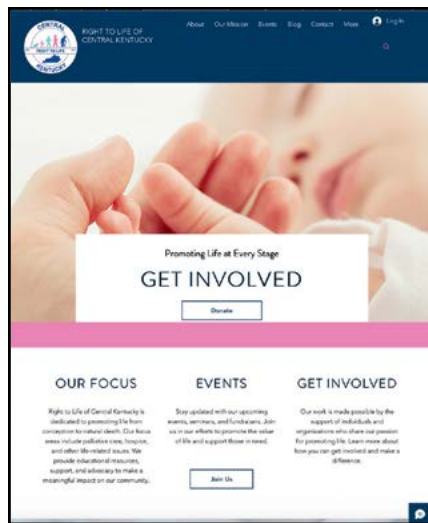 CENTRAL
RIGHT TO LIFE
KENTUCKY
RIGHT TO LIFE OF
CENTRAL KENTUCKY
About Our Mission Events Blog Contact More Log In
Promoting Life at Every Stage
GET INVOLVED
Donate
OUR FOCUS
Right to Life of Central Kentucky is
dedicated to promoting life from
conception to natural death. Our focus
areas include palliative care, hospice,
and other life-related issues. We
provide educational resources,
support, and advocacy to make a
meaningful impact on our community.
EVENTS
Stay updated with our upcoming
events, seminars, and fundraisers. Join
us in our efforts to promote the value
of life and support those in need.
Join Us
GET INVOLVED
Our work is made possible by the
support of individuals and
organizations who share our passion
for promoting life. Learn more about
how you can get involved and make a
difference.